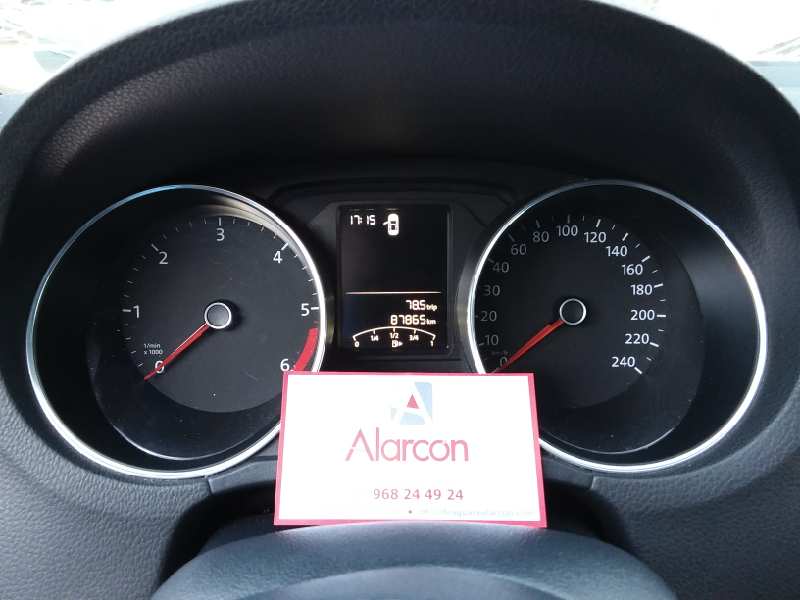 0 1 2 3 4 5 6
1/min
x 1000
17:15
78.5 trip
87865 km
0 1/4 1/2 3/4 1
0 10 20 30 40 60 80 100 120 140 160 180 200 220 240
km/h
Alarcon
968 24 49 24